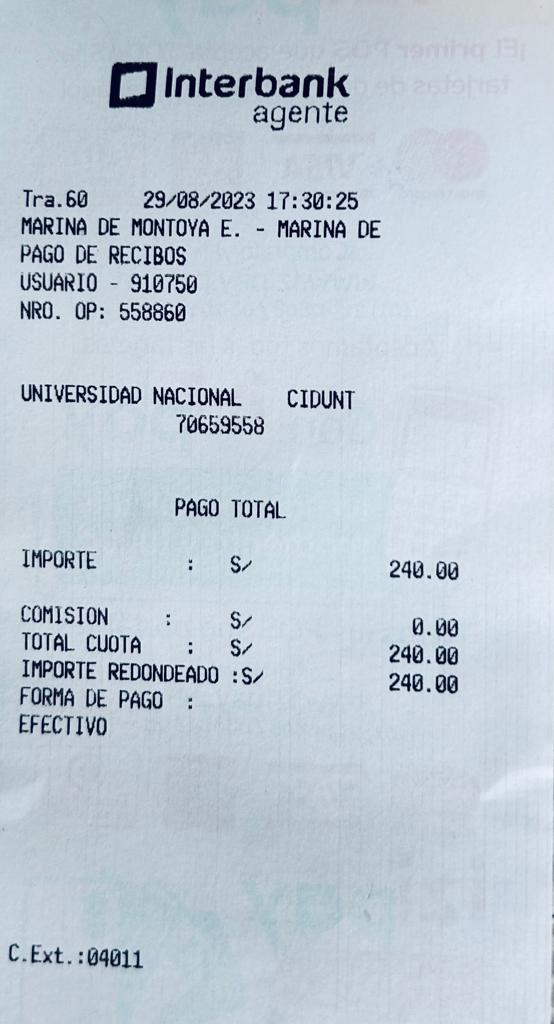 Interbank
agente
Tra.60 29/08/2023 17:30:25
MARINA DE MONTOYA E. - MARINA DE
PAGO DE RECIBOS
USUARIO - 910750
NRO. OP: 558860
UNIVERSIDAD NACIONAL CIDUNT
70659558
PAGO TOTAL
IMPORTE : S/ 240.00
COMISION : S/ 0.00
TOTAL CUOTA : S/ 240.00
IMPORTE REDONDEADO :S/ 240.00
FORMA DE PAGO :
EFECTIVO
C.Ext.:04011